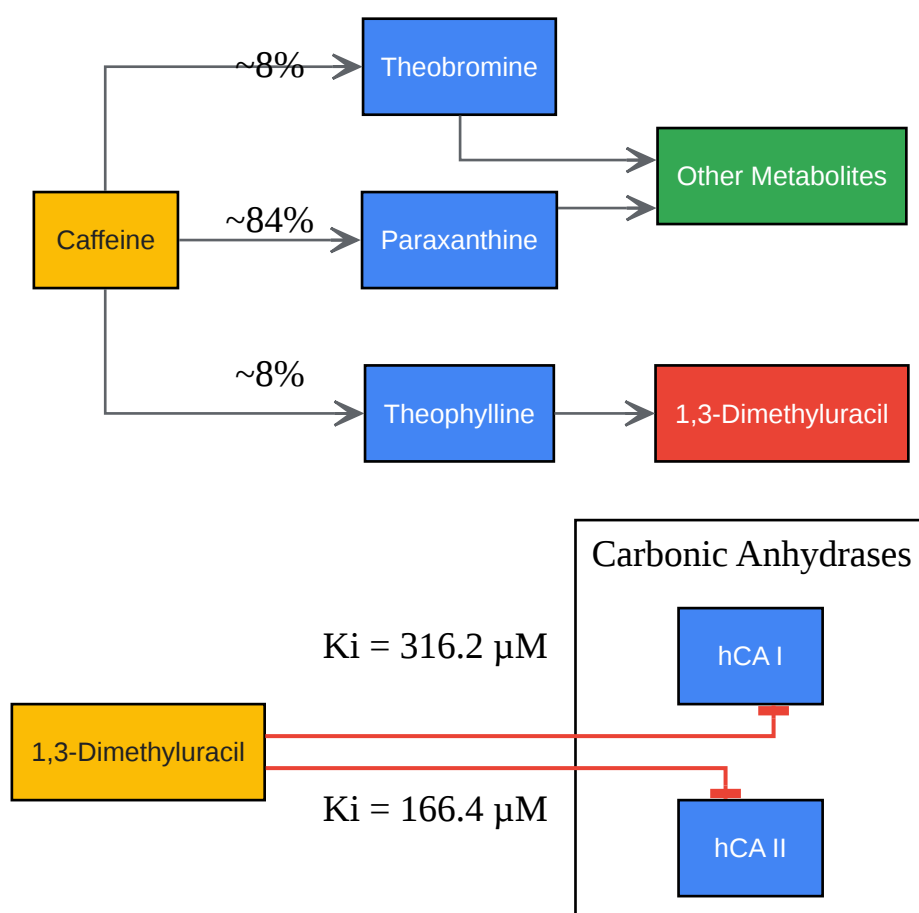 ~8%
Theobromine
Other Metabolites
Caffeine
~84%
Paraxanthine
~8%
Theophylline
1,3-Dimethyluracil
Carbonic Anhydrases
Ki = 316.2 µM
hCA I
1,3-Dimethyluracil
Ki = 166.4 µM
hCA II